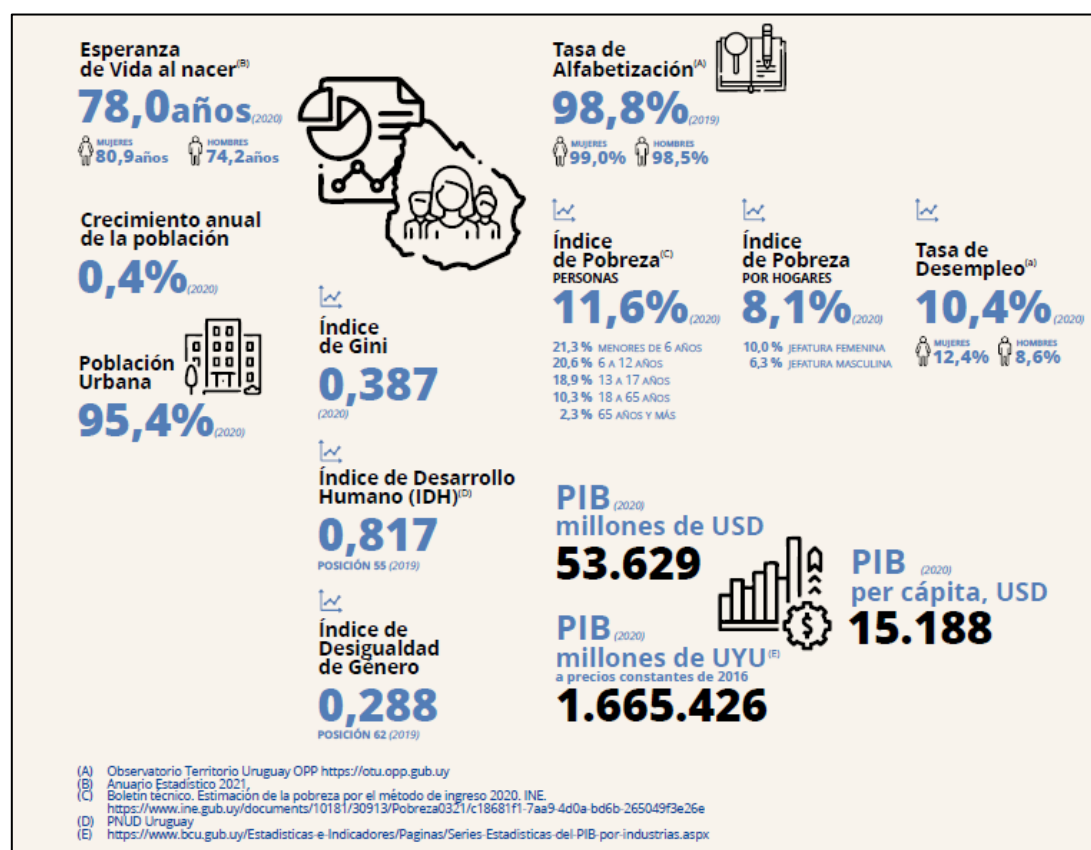 Esperanza
de Vida al nacer(B)
78,0años(2020)
MUJERES
80,9años
HOMBRES
74,2años
Crecimiento anual
de la población
0,4%(2020)
Población
Urbana
95,4%(2020)
Índice
de Gini
0,387
(2020)
Índice de Desarrollo
Humano (IDH)(D)
0,817
POSICIÓN 55 (2019)
Índice de
Desigualdad
de Género
0,288
POSICIÓN 62 (2019)
Tasa de
Alfabetización(A)
98,8%(2019)
MUJERES
99,0%
HOMBRES
98,5%
Índice
de Pobreza(C)
PERSONAS
11,6%(2020)
21,3 % MENORES DE 6 AÑOS
20,6 % 6 A 12 AÑOS
18,9 % 13 A 17 AÑOS
10,3 % 18 A 65 AÑOS
2,3 % 65 AÑOS Y MÁS
Índice
de Pobreza
POR HOGARES
8,1%(2020)
10,0 % JEFATURA FEMENINA
6,3 % JEFATURA MASCULINA
Tasa de
Desempleo(a)
10,4%(2020)
MUJERES
12,4%
HOMBRES
8,6%
PIB (2020)
millones de USD
53.629
PIB (2020)
millones de UYU(E)
a precios constantes de 2016
1.665.426
$
PIB (2020)
per cápita, USD
15.188
(A) Observatorio Territorio Uruguay OPP https://otu.opp.gub.uy
(B) Anuario Estadístico 2021,
(C) Boletin técnico. Estimación de la pobreza por el método de ingreso 2020. INE.
https://www.ine.gub.uy/documents/10181/30913/Pobreza0321/c18681f1-7aa9-4d0a-bd6b-265049f3e26e
(D) PNUD Uruguay
(E) https://www.bcu.gub.uy/Estadisticas-e-Indicadores/Paginas/Series-Estadisticas-del-PIB-por-industrias.aspx